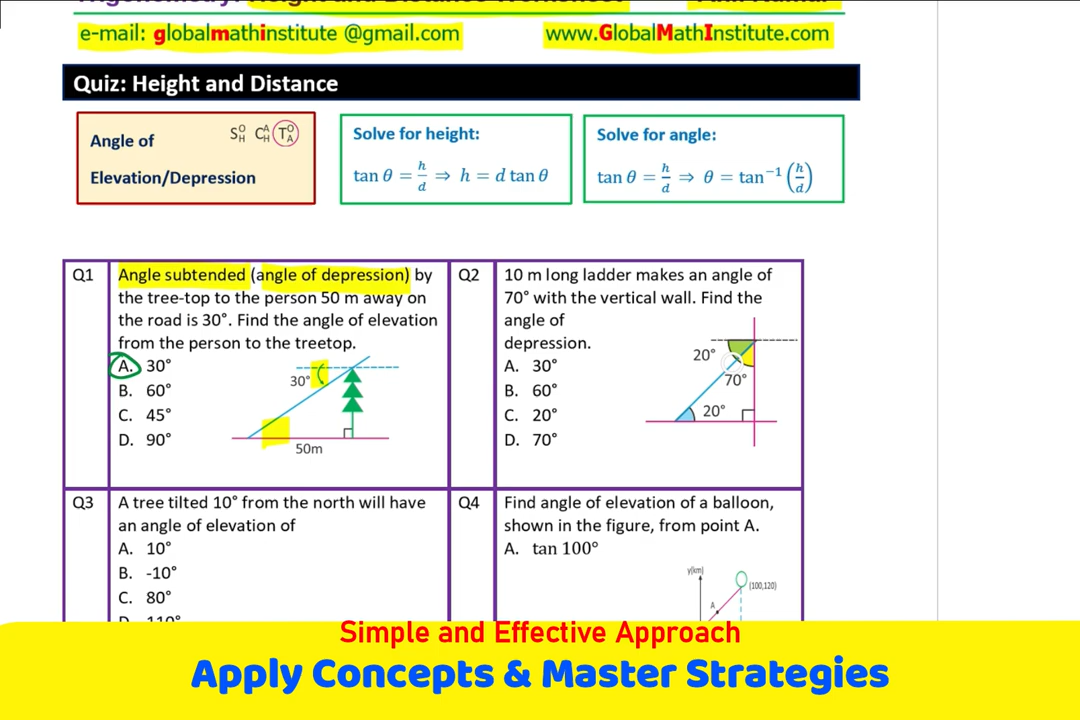 e-mail: globalmathinstitute @gmail.com
www.GlobalMathInstitute.com
Quiz: Height and Distance
Angle of
Elevation/Depression
S O H C A H T O A
Solve for height:
tan θ = h/d ⇒ h = d tan θ
Solve for angle:
tan θ = h/d ⇒ θ = tan⁻¹ (h/d)
Q1
Angle subtended (angle of depression) by
the tree-top to the person 50 m away on
the road is 30°. Find the angle of elevation
from the person to the treetop.
A. 30°
B. 60°
C. 45°
D. 90°
30°
50m
Q2
10 m long ladder makes an angle of
70° with the vertical wall. Find the
angle of
depression.
A. 30°
B. 60°
C. 20°
D. 70°
20°
70°
20°
Q3
A tree tilted 10° from the north will have
an angle of elevation of
A. 10°
B. -10°
C. 80°
D. 110°
Q4
Find angle of elevation of a balloon,
shown in the figure, from point A.
A. tan 100°
y(km)
(100,120)
A
Simple and Effective Approach
Apply Concepts & Master Strategies